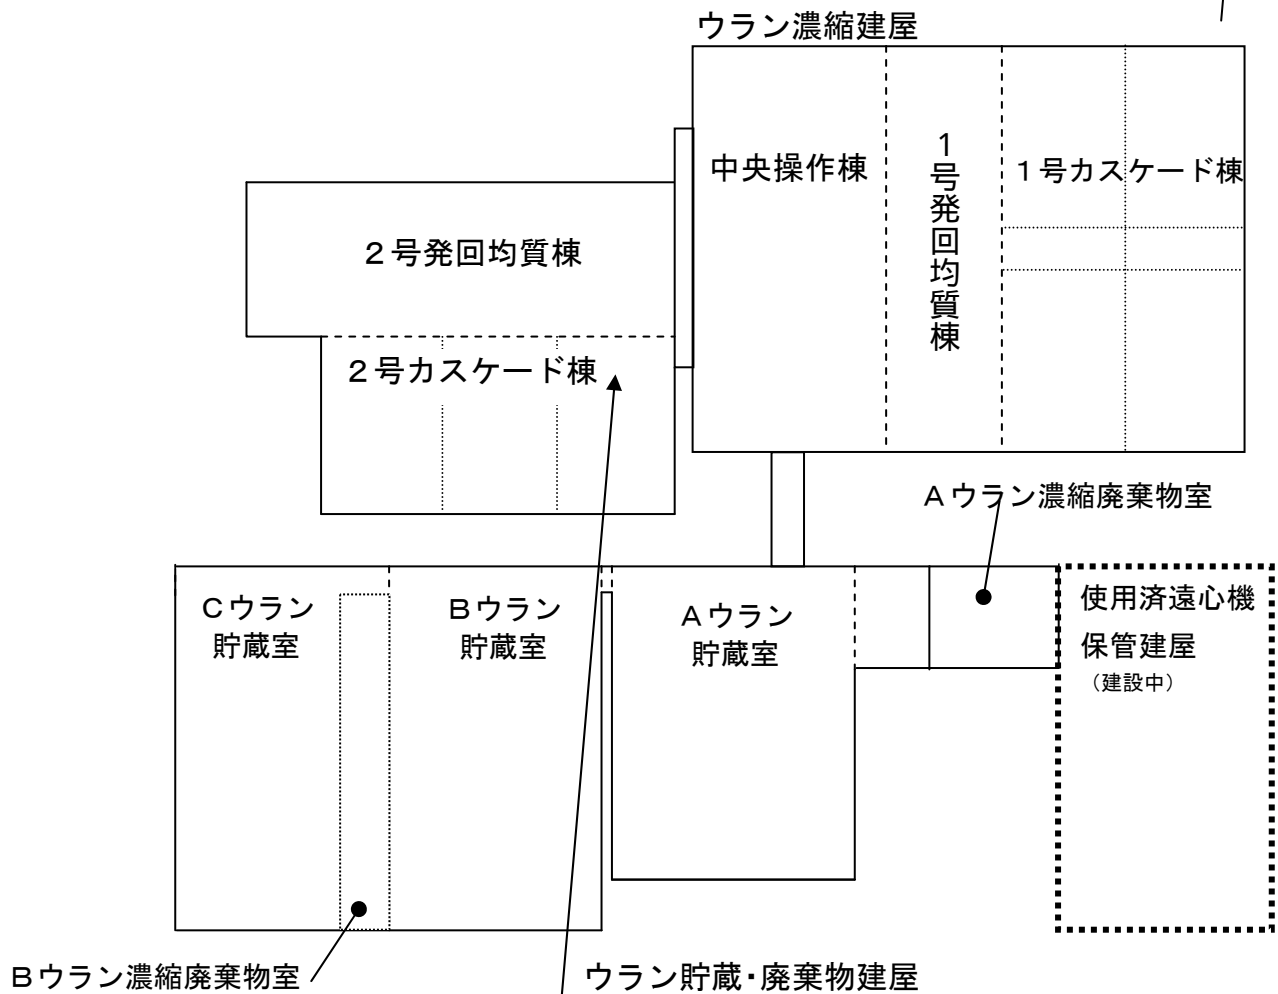 ウラン濃縮建屋
中央操作棟
1号発回均質棟
1号カスケード棟
2号発回均質棟
2号カスケード棟
Aウラン濃縮廃棄物室
Cウラン
貯蔵室
Bウラン
貯蔵室
Aウラン
貯蔵室
使用済遠心機
保管建屋
（建設中）
Bウラン濃縮廃棄物室
ウラン貯蔵・廃棄物建屋